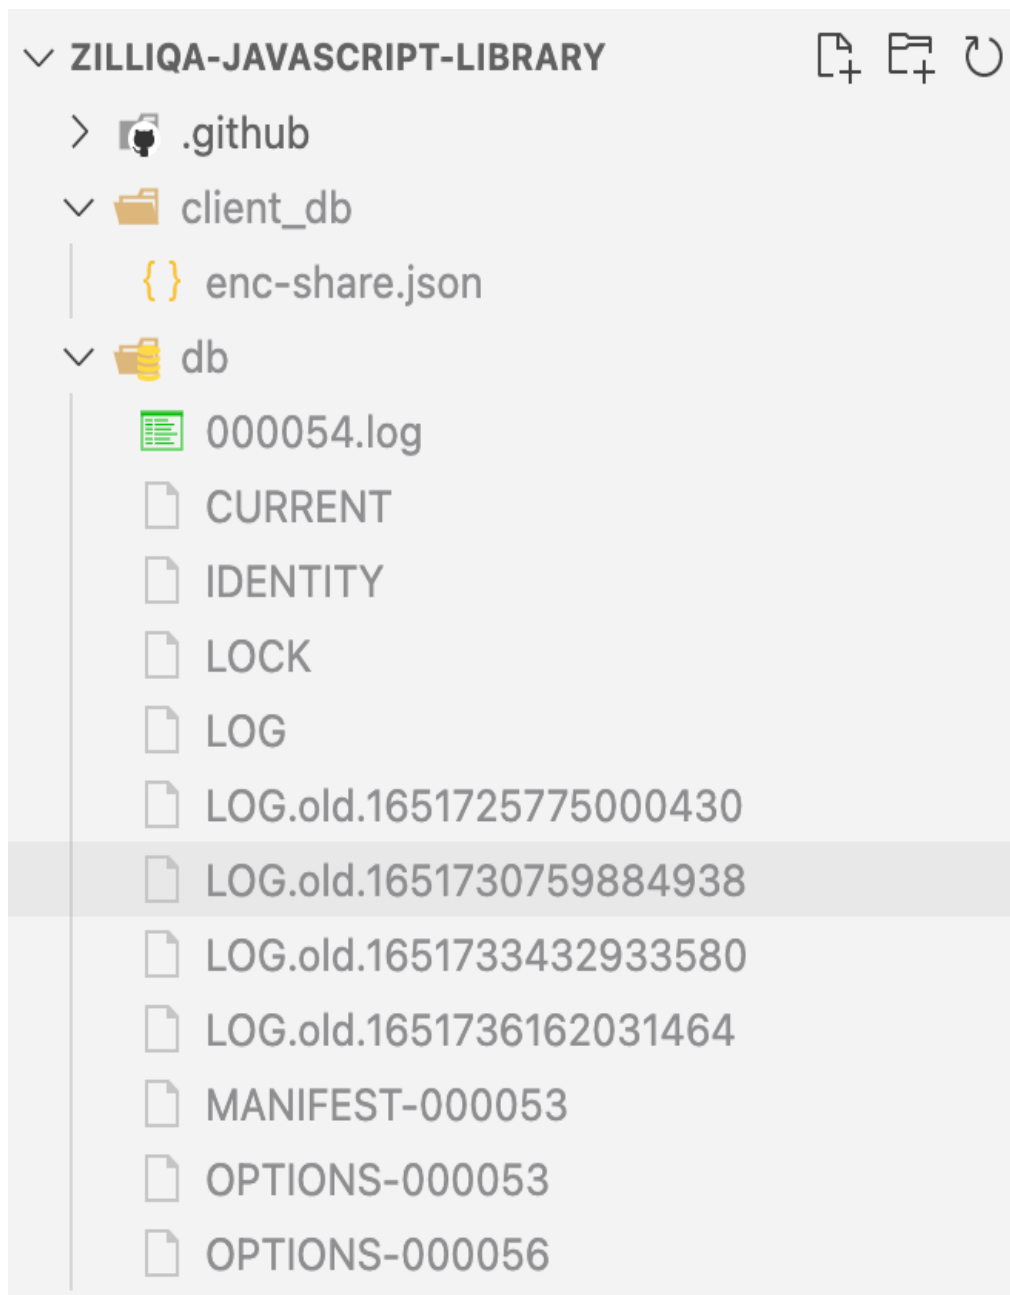 ZILLIQA-JAVASCRIPT-LIBRARY
.github
client_db
{ } enc-share.json
db
000054.log
CURRENT
IDENTITY
LOCK
LOG
LOG.old.1651725775000430
LOG.old.1651730759884938
LOG.old.1651733432933580
LOG.old.1651736162031464
MANIFEST-000053
OPTIONS-000053
OPTIONS-000056